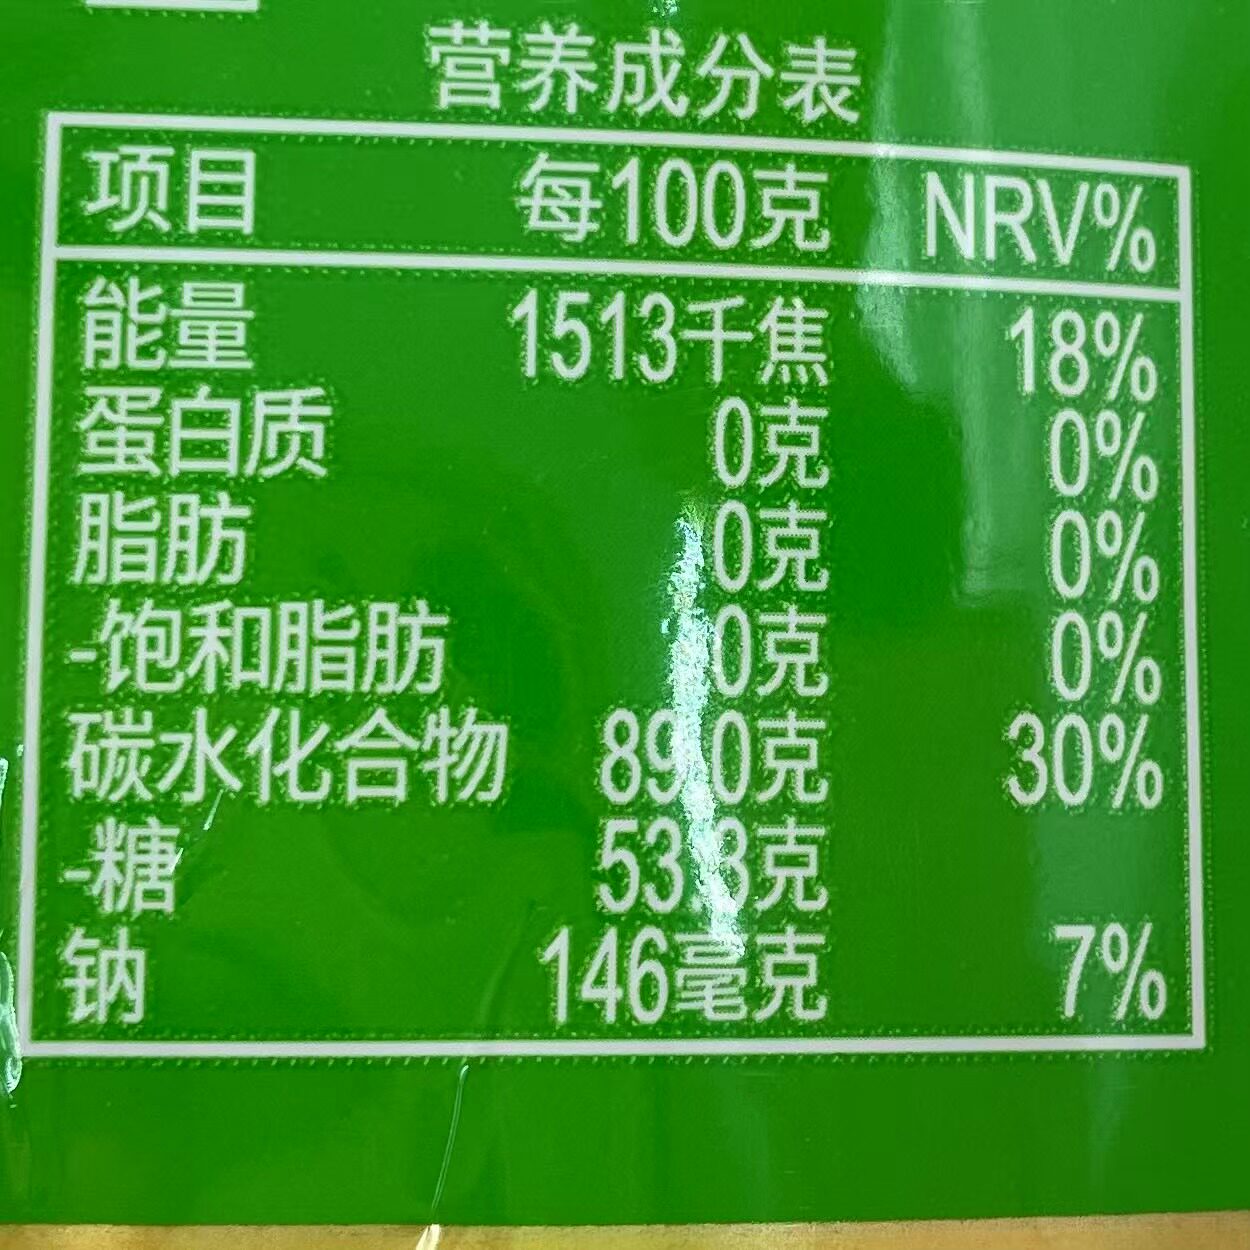 营养成分表
项目 每100克 NRV%
能量 1513千焦 18%
蛋白质 0克 0%
脂肪 0克 0%
-饱和脂肪 0克 0%
碳水化合物 89.0克 30%
-糖 53.3克
钠 146毫克 7%